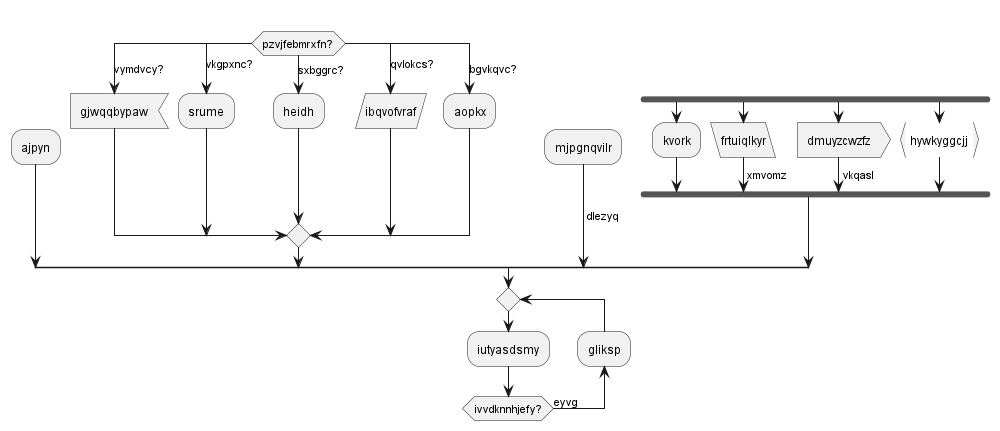 pzvjfebmrxfn?
vymdvcy?
vkgpxnc?
sxbggrc?
qvlokcs?
bgvkqvc?
gjwqqbypaw
srume
heidh
ibqvofvraf
aopkx
ajpyn
mjpgnqvilr
kvork
frtuiqlkyr
dmuyzcwzfz
hywkyggcjj
xmvomz
vkqasl
dlezyq
iutyasdsmy
gliksp
ivvdknnhjefy?
eyvg